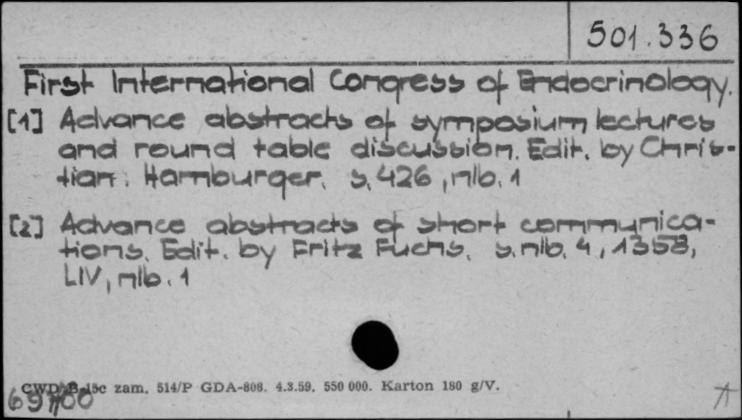 501.336
First International Congress of Endocrinology.
[1] Advance abstracts of symposium lectures
and round table discussion. Edit. by Chris-
tian. Hamburger. s. 426, nlb. 1
[2] Advance abstracts of short communica-
tions. Edit. by Fritz Fuchs. s. nlb. 4, 1358,
LIV, nlb. 1
zam. 514/P GDA-808. 4.3.59. 550 000. Karton 180 g/V.